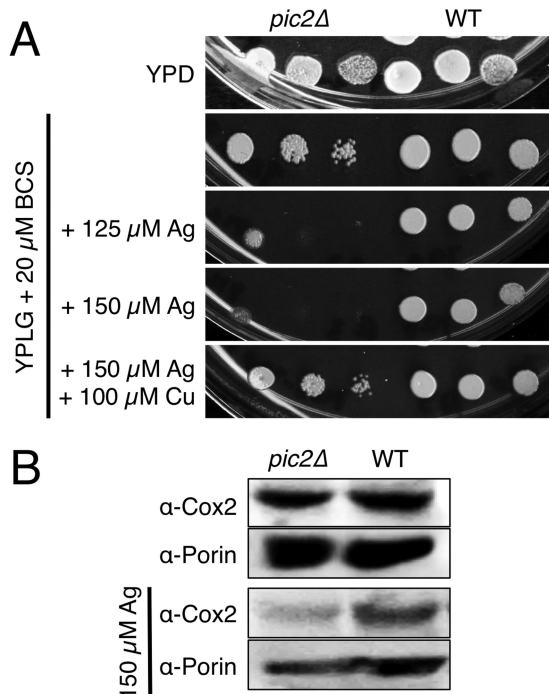 A
pic2Δ WT
YPD
YPLG + 20 µM BCS
+ 125 µM Ag
+ 150 µM Ag
+ 150 µM Ag
+ 100 µM Cu
B
pic2Δ WT
α-Cox2
α-Porin
150 µM Ag
α-Cox2
α-Porin